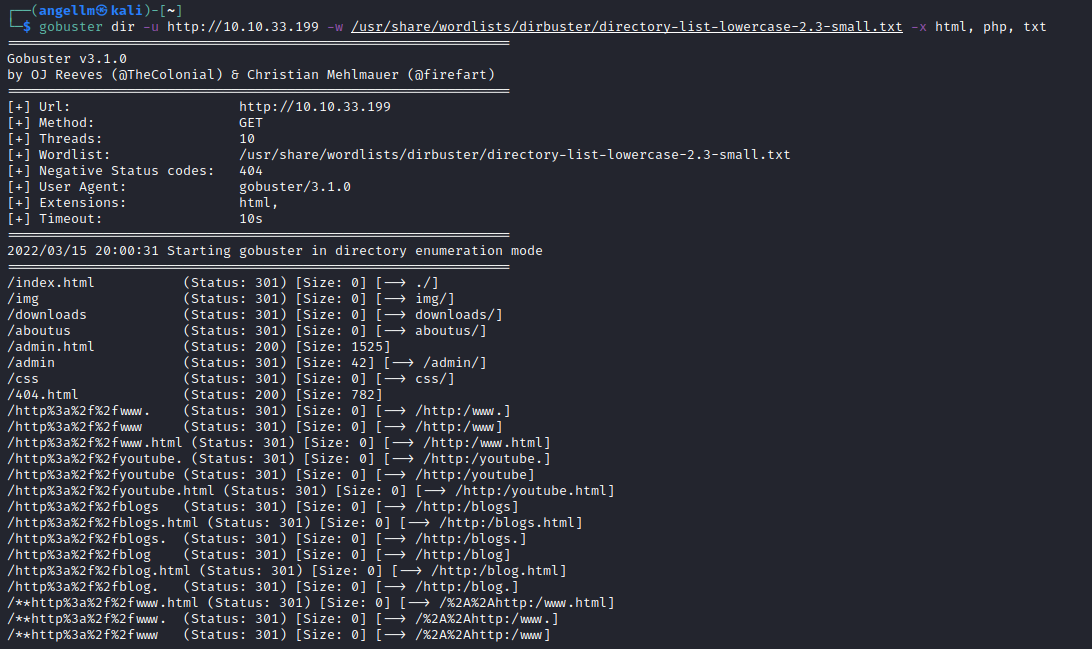 ┌──(angellm㉿kali)-[~]
└─$ gobuster dir -u http://10.10.33.199 -w /usr/share/wordlists/dirbuster/directory-list-lowercase-2.3-small.txt -x html, php, txt
===============================================================
Gobuster v3.1.0
by OJ Reeves (@TheColonial) & Christian Mehlmauer (@firefart)
===============================================================
[+] Url:                     http://10.10.33.199
[+] Method:                  GET
[+] Threads:                 10
[+] Wordlist:                /usr/share/wordlists/dirbuster/directory-list-lowercase-2.3-small.txt
[+] Negative Status codes:   404
[+] User Agent:              gobuster/3.1.0
[+] Extensions:              html,
[+] Timeout:                 10s
===============================================================
2022/03/15 20:00:31 Starting gobuster in directory enumeration mode
===============================================================
/index.html           (Status: 301) [Size: 0] [--> ./]
/img                  (Status: 301) [Size: 0] [--> img/]
/downloads            (Status: 301) [Size: 0] [--> downloads/]
/aboutus              (Status: 301) [Size: 0] [--> aboutus/]
/admin.html           (Status: 200) [Size: 1525]
/admin                (Status: 301) [Size: 42] [--> /admin/]
/css                  (Status: 301) [Size: 0] [--> css/]
/404.html             (Status: 200) [Size: 782]
/http%3a%2f%2fwww.    (Status: 301) [Size: 0] [--> /http:/www.]
/http%3a%2f%2fwww     (Status: 301) [Size: 0] [--> /http:/www]
/http%3a%2f%2fwww.html (Status: 301) [Size: 0] [--> /http:/www.html]
/http%3a%2f%2fyoutube. (Status: 301) [Size: 0] [--> /http:/youtube.]
/http%3a%2f%2fyoutube (Status: 301) [Size: 0] [--> /http:/youtube]
/http%3a%2f%2fyoutube.html (Status: 301) [Size: 0] [--> /http:/youtube.html]
/http%3a%2f%2fblogs   (Status: 301) [Size: 0] [--> /http:/blogs]
/http%3a%2f%2fblogs.html (Status: 301) [Size: 0] [--> /http:/blogs.html]
/http%3a%2f%2fblogs.  (Status: 301) [Size: 0] [--> /http:/blogs.]
/http%3a%2f%2fblog    (Status: 301) [Size: 0] [--> /http:/blog]
/http%3a%2f%2fblog.html (Status: 301) [Size: 0] [--> /http:/blog.html]
/http%3a%2f%2fblog.   (Status: 301) [Size: 0] [--> /http:/blog.]
/**http%3a%2f%2fwww.html (Status: 301) [Size: 0] [--> /%2A%2Ahttp:/www.html]
/**http%3a%2f%2fwww.  (Status: 301) [Size: 0] [--> /%2A%2Ahttp:/www.]
/**http%3a%2f%2fwww   (Status: 301) [Size: 0] [--> /%2A%2Ahttp:/www]